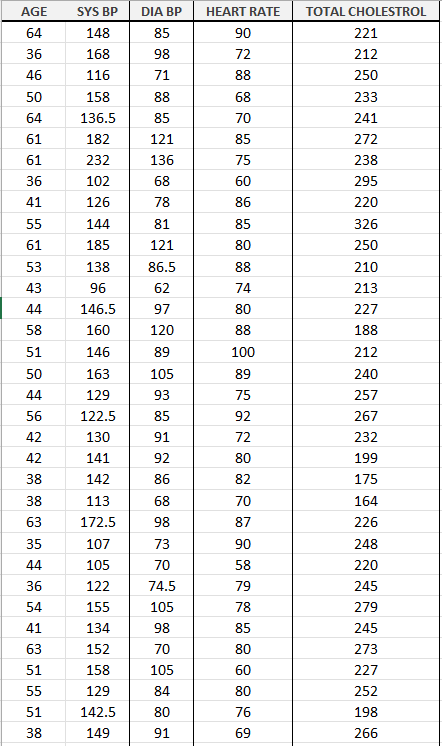 AGE SYS BP DIA BP HEART RATE TOTAL CHOLESTROL
64 148 85 90 221
36 168 98 72 212
46 116 71 88 250
50 158 88 68 233
64 136.5 85 70 241
61 182 121 85 272
61 232 136 75 238
36 102 68 60 295
41 126 78 86 220
55 144 81 85 326
61 185 121 80 250
53 138 86.5 88 210
43 96 62 74 213
44 146.5 97 80 227
58 160 120 88 188
51 146 89 100 212
50 163 105 89 240
44 129 93 75 257
56 122.5 85 92 267
42 130 91 72 232
42 141 92 80 199
38 142 86 82 175
38 113 68 70 164
63 172.5 98 87 226
35 107 73 90 248
44 105 70 58 220
36 122 74.5 79 245
54 155 105 78 279
41 134 98 85 245
63 152 70 80 273
51 158 105 60 227
55 129 84 80 252
51 142.5 80 76 198
38 149 91 69 266